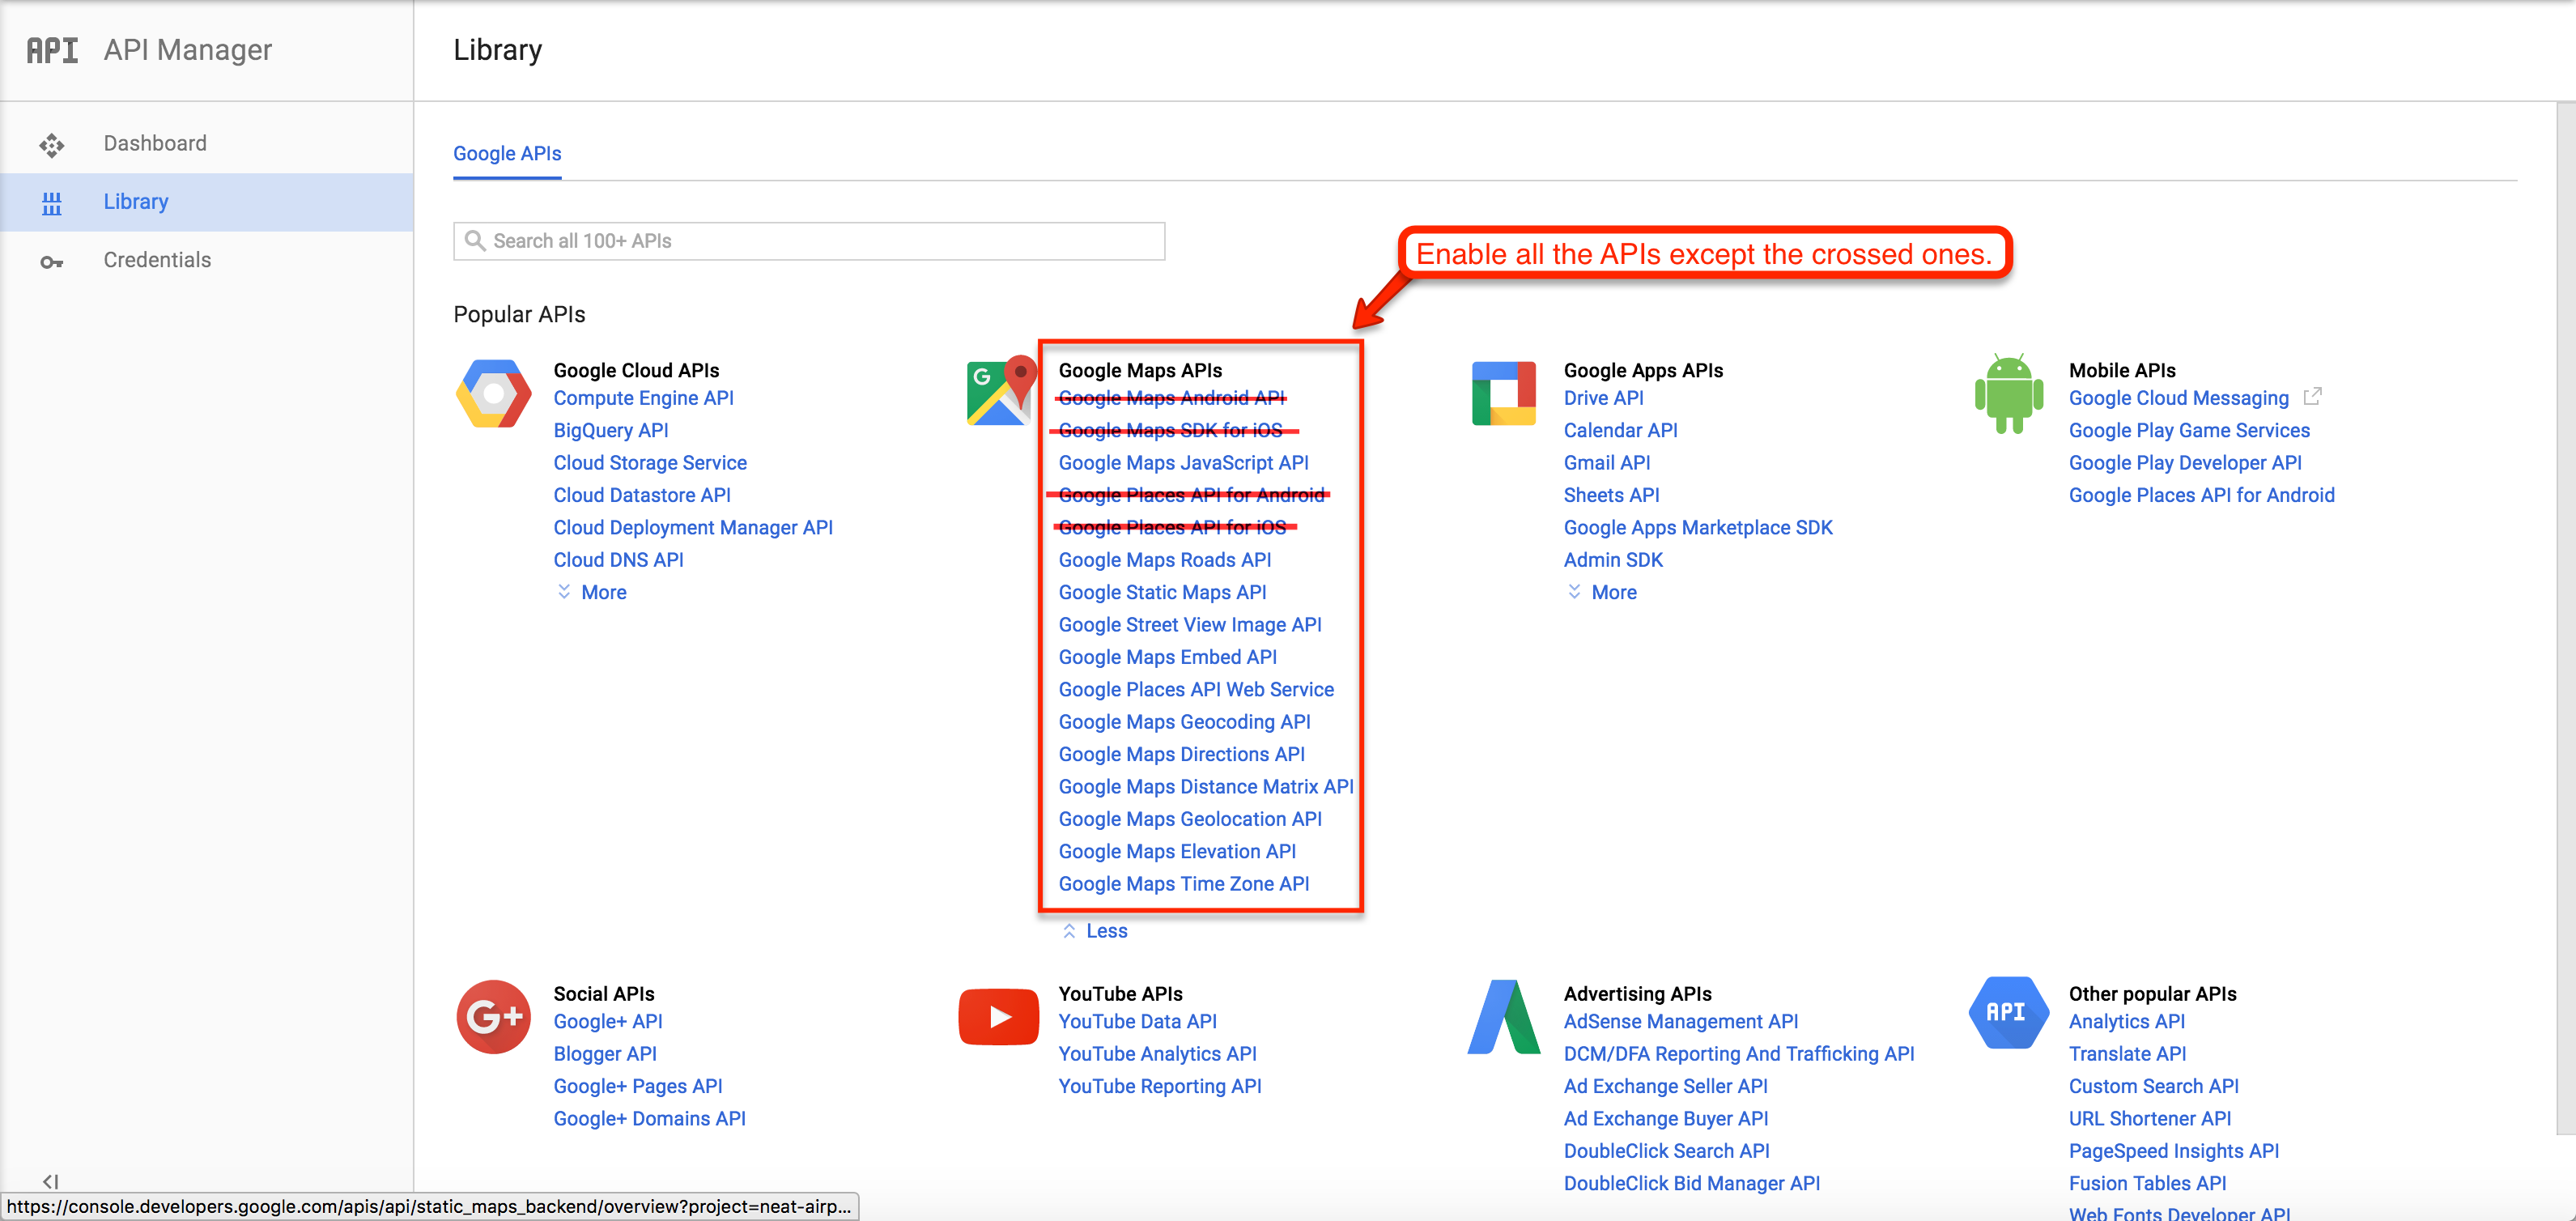 API API Manager
Library
Dashboard
Library
Credentials
Google APIs
Search all 100+ APIs
Enable all the APIs except the crossed ones.
Popular APIs
Google Cloud APIs
Compute Engine API
BigQuery API
Cloud Storage Service
Cloud Datastore API
Cloud Deployment Manager API
Cloud DNS API
More
G
Google Maps APIs
Google Maps Android API
Google Maps SDK for iOS
Google Maps JavaScript API
Google Places API for Android
Google Places API for iOS
Google Maps Roads API
Google Static Maps API
Google Street View Image API
Google Maps Embed API
Google Places API Web Service
Google Maps Geocoding API
Google Maps Directions API
Google Maps Distance Matrix API
Google Maps Geolocation API
Google Maps Elevation API
Google Maps Time Zone API
Less
Google Apps APIs
Drive API
Calendar API
Gmail API
Sheets API
Google Apps Marketplace SDK
Admin SDK
More
Mobile APIs
Google Cloud Messaging
Google Play Game Services
Google Play Developer API
Google Places API for Android
G+
Social APIs
Google+ API
Blogger API
Google+ Pages API
Google+ Domains API
YouTube APIs
YouTube Data API
YouTube Analytics API
YouTube Reporting API
Advertising APIs
AdSense Management API
DCM/DFA Reporting And Trafficking API
Ad Exchange Seller API
Ad Exchange Buyer API
DoubleClick Search API
DoubleClick Bid Manager API
API
Other popular APIs
Analytics API
Translate API
Custom Search API
URL Shortener API
PageSpeed Insights API
Fusion Tables API
Web Fonts Developer API
https://console.developers.google.com/apis/api/static_maps_backend/overview?project=neat-airp...